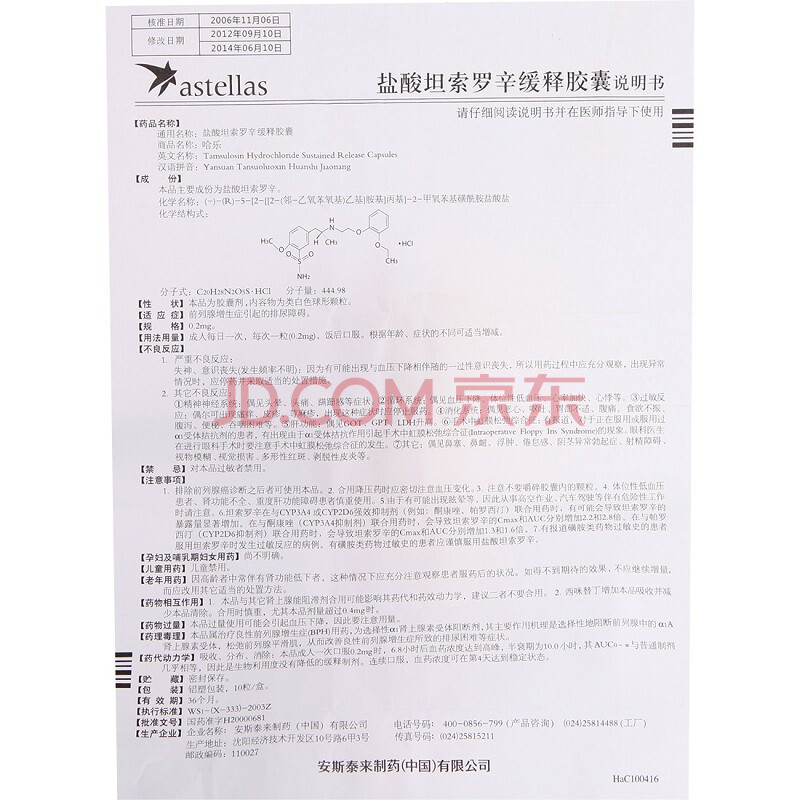 核准日期 2006年11月06日
修改日期 2012年09月10日
2014年06月10日
astellas
盐酸坦索罗辛缓释胶囊说明书
请仔细阅读说明书并在医师指导下使用
【药品名称】
通用名称：盐酸坦索罗辛缓释胶囊
商品名称：哈乐
英文名称：Tamsulosin Hydrochloride Sustained Release Capsules
汉语拼音：Yansuan Tansuoluoxin Huanshi Jiaonang
【成 份】
本品主要成份为盐酸坦索罗辛。
化学名称：(-)-(R)-5-[2-[[2-(邻-乙氧苯氧基)乙基]胺基]丙基]-2-甲氧苯基磺酰胺盐酸盐
化学结构式：
H₃C O S O O NH₂ H CH₃ H N O O CH₃ ·HCl
分子式：C20H28N2O5S·HCl 分子量：444.98
【性 状】本品为胶囊剂，内容物为类白色球形颗粒。
【适 应 症】前列腺增生症引起的排尿障碍。
【规 格】0.2mg。
【用法用量】成人每日一次，每次一粒(0.2mg)，饭后口服。根据年龄、症状的不同可适当增减。
【不良反应】
1. 严重不良反应：
失神、意识丧失(发生频率不明)：因为有可能出现与血压下降相伴随的一过性意识丧失，所以用药过程中应充分观察，出现异常
情况时，应停药并采取适当的处置措施。
2. 其它不良反应：
①精神神经系统：偶见头晕、头痛、蹒跚感等症状。②循环系统：偶见血压下降、体位性低血压、心率加快、心悸等。③过敏反
应：偶尔可出现瘙痒、皮疹、荨麻疹，出现这种症状时应停止服药。④消化系统：腹痛、食欲不振、
腹泻、便秘、吞咽困难等。⑤肝功能：偶见GOT、GPT、LDH升高。⑥手术中虹膜松弛综合征：对于正在服用或服用过
α1受体拮抗剂的患者，有出现由于α1受体拮抗作用引起手术中虹膜松弛综合征(Intraoperative Floppy Iris Syndrome)的现象。眼科医生
在进行眼科手术时要注意手术中虹膜松弛综合征的发生。⑦其它：偶见鼻塞、鼻衄、浮肿、倦怠感、阴茎异常勃起症、射精障碍、
视物模糊、视觉损害、多形性红斑、剥脱性皮炎等。
JD.COM 京东
【禁 忌】对本品过敏者禁用。
【注意事项】
1. 排除前列腺癌诊断之后者可使用本品。2. 合用降压药时应密切注意血压变化。3. 注意不要嚼碎胶囊内的颗粒。4. 体位性低血压
患者、肾功能不全、重度肝功能障碍患者慎重使用。5.由于有可能出现眩晕等，因此从事高空作业、汽车驾驶等伴有危险性工作
时请注意。6.坦索罗辛在与CYP3A4 或CYP2D6强效抑制剂（例如：酮康唑、帕罗西汀）联合用药时，有可能会导致坦索罗辛的
暴露量显著增加。在与酮康唑（CYP3A4抑制剂）联合用药时，会导致坦索罗辛的Cmax和AUC分别增加2.2和2.8倍。在与帕罗
西汀（CYP2D6抑制剂）联合用药时，会导致坦索罗辛的Cmax和AUC分别增加1.3和1.6倍。7.有报道磺类药物过敏史的患者
服用坦索罗辛时发生过敏反应的病例。有磺胺类药物过敏史的患者应谨慎服用盐酸坦索罗辛。
【孕妇及哺乳期妇女用药】尚不明确。
【儿童用药】儿童禁用。
【老年用药】因高龄者中常伴有肾功能低下者，这种情况下应充分注意观察患者服药后的状况。如得不到期待的效果，不应继续增量，
而应改用其它适当的处置方法。
【药物相互作用】1. 本品与其它肾上腺能阻滞剂合用可能影响其药代和药效动力学，建议二者不要合用。2. 西咪替丁增加本品吸收并减
少本品清除。合用时慎重，尤其本品剂量超过0.4mg时。
【药物过量】本品过量使用可能会引起血压下降，因此要注意用量。
【药理毒理】本品属治疗良性前列腺增生症(BPH)用药，为选择性α1肾上腺素受体阻断剂，其主要作用机理是选择性地阻断前列腺中的 α1A
肾上腺素受体，松弛前列腺平滑肌，从而改善良性前列腺增生症所致的排尿困难等症状。
【药代动力学】吸收、分布、消除：本品成人一次口服0.2mg时，6.8小时后血药浓度达到高峰，半衰期为10.0小时，其AUC0-∞与普通制剂
几乎相等，因此是生物利用度没有降低的缓释制剂。连续口服，血药浓度可在第4天达到稳定状态。
【贮 藏】密封保存。
【包 装】铝塑包装，10粒/盒。
【有 效 期】36个月。
【执行标准】WS1-(X-333)-2003Z
【批准文号】国药准字H20000681
【生产企业】企业名称：安斯泰来制药（中国）有限公司 电话号码：400-0856-799 (产品咨询) (024)25814488(工厂)
生产地址：沈阳经济技术开发区10号路6甲3号 传真号码：(024)25815211
邮政编码：110027
安斯泰来制药(中国)有限公司
HaC100416